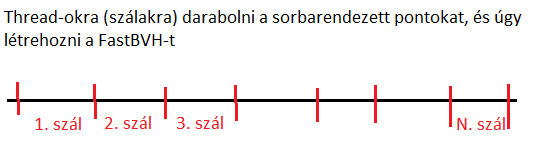 Thread-okra (szálakra) darabolni a sorbarendezett pontokat, és úgy
létrehozni a FastBVH-t
1. szál 2. szál 3. szál N. szál